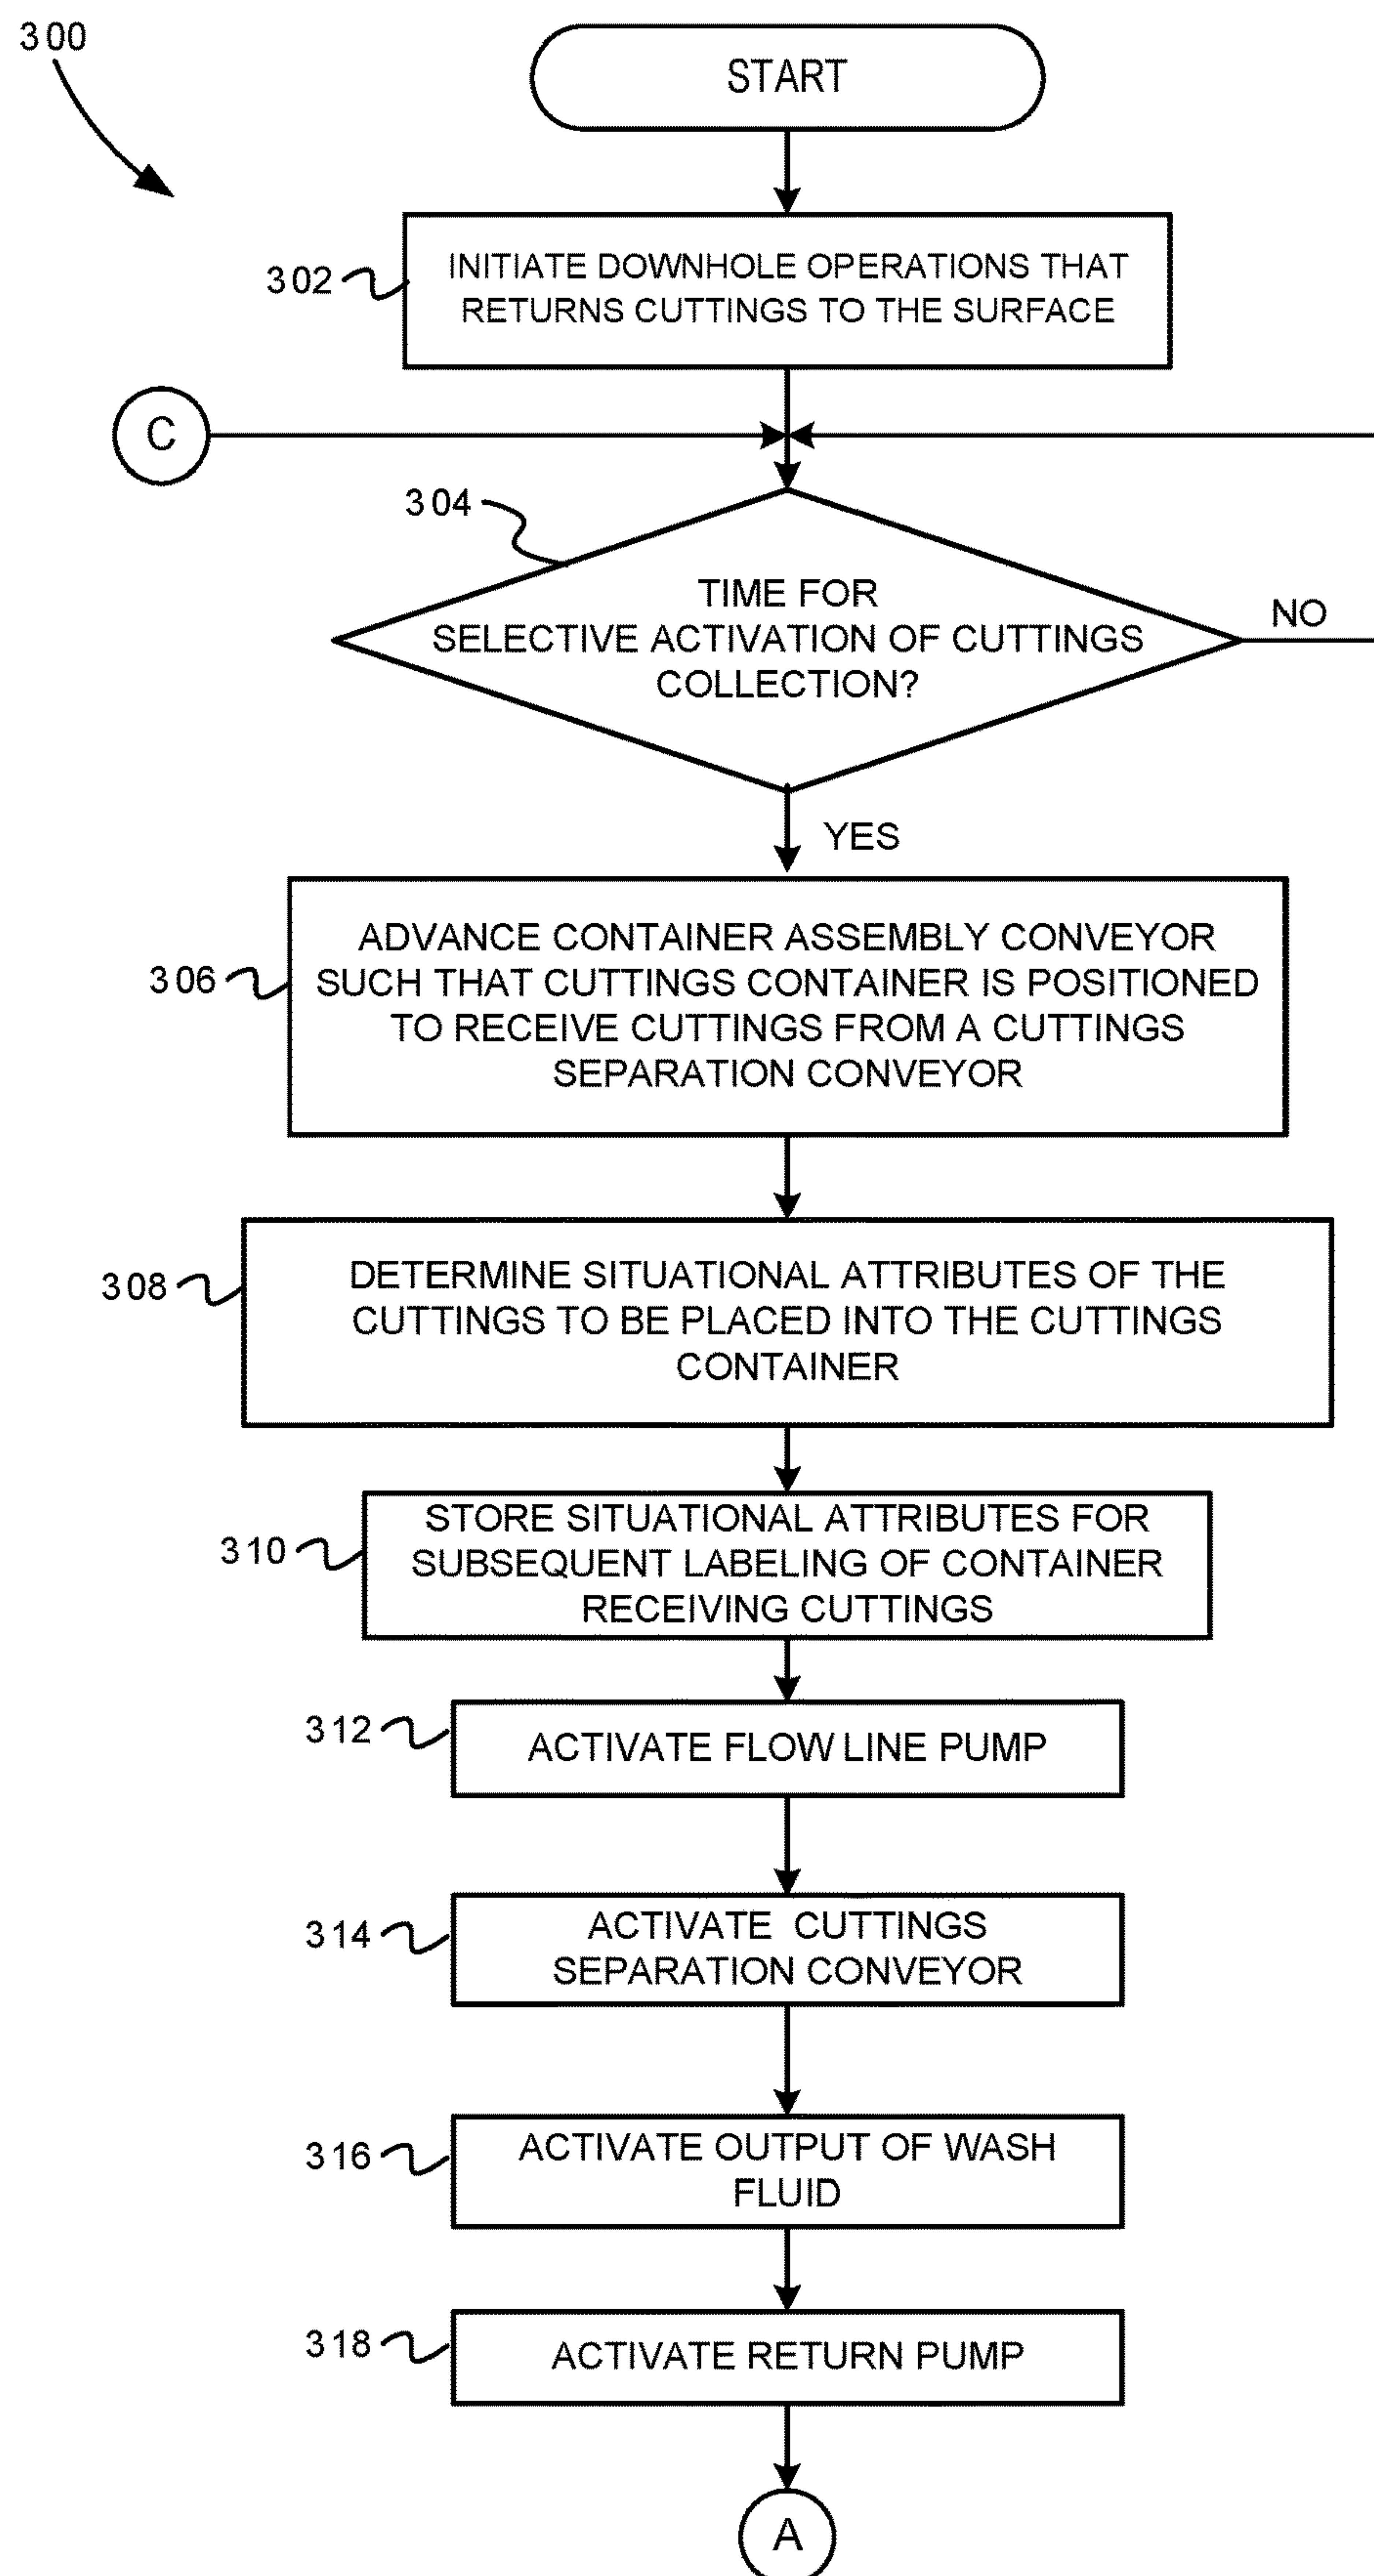 300
START
302
INITIATE DOWNHOLE OPERATIONS THAT
RETURNS CUTTINGS TO THE SURFACE
C
304
TIME FOR
SELECTIVE ACTIVATION OF CUTTINGS
COLLECTION?
NO
YES
306
ADVANCE CONTAINER ASSEMBLY CONVEYOR
SUCH THAT CUTTINGS CONTAINER IS POSITIONED
TO RECEIVE CUTTINGS FROM A CUTTINGS
SEPARATION CONVEYOR
308
DETERMINE SITUATIONAL ATTRIBUTES OF THE
CUTTINGS TO BE PLACED INTO THE CUTTINGS
CONTAINER
310
STORE SITUATIONAL ATTRIBUTES FOR
SUBSEQUENT LABELING OF CONTAINER
RECEIVING CUTTINGS
312
ACTIVATE FLOW LINE PUMP
314
ACTIVATE CUTTINGS
SEPARATION CONVEYOR
316
ACTIVATE OUTPUT OF WASH
FLUID
318
ACTIVATE RETURN PUMP
A